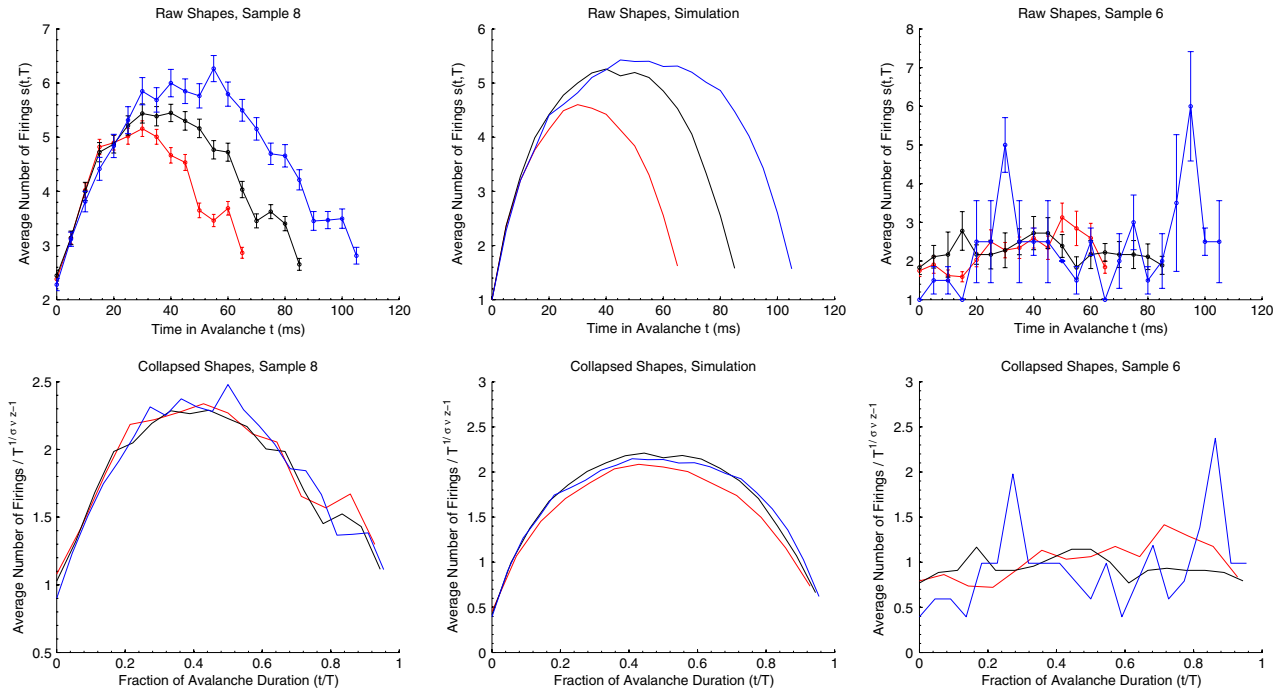 Raw Shapes, Sample 8
7
6
5
4
3
2
0 20 40 60 80 100 120
Average Number of Firings s(t,T)
Time in Avalanche t (ms)
Raw Shapes, Simulation
6
5
4
3
2
1
0 20 40 60 80 100 120
Average Number of Firings s(t,T)
Time in Avalanche t (ms)
Raw Shapes, Sample 6
8
7
6
5
4
3
2
1
0 20 40 60 80 100 120
Average Number of Firings s(t,T)
Time in Avalanche t (ms)
Collapsed Shapes, Sample 8
2.5
2
1.5
1
0.5
0 0.2 0.4 0.6 0.8 1
Average Number of Firings / T^1/σνz−1
Fraction of Avalanche Duration (t/T)
Collapsed Shapes, Simulation
3
2.5
2
1.5
1
0.5
0
0 0.2 0.4 0.6 0.8 1
Average Number of Firings / T^1/σνz−1
Fraction of Avalanche Duration (t/T)
Collapsed Shapes, Sample 6
3
2.5
2
1.5
1
0.5
0
0 0.2 0.4 0.6 0.8 1
Average Number of Firings / T^1/σνz−1
Fraction of Avalanche Duration (t/T)